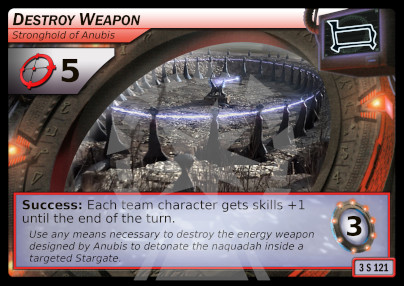 DESTROY WEAPON
Stronghold of Anubis
5
Success: Each team character gets skills +1
until the end of the turn.
Use any means necessary to destroy the energy weapon
designed by Anubis to detonate the naquadah inside a
targeted Stargate.
3
3 S 121